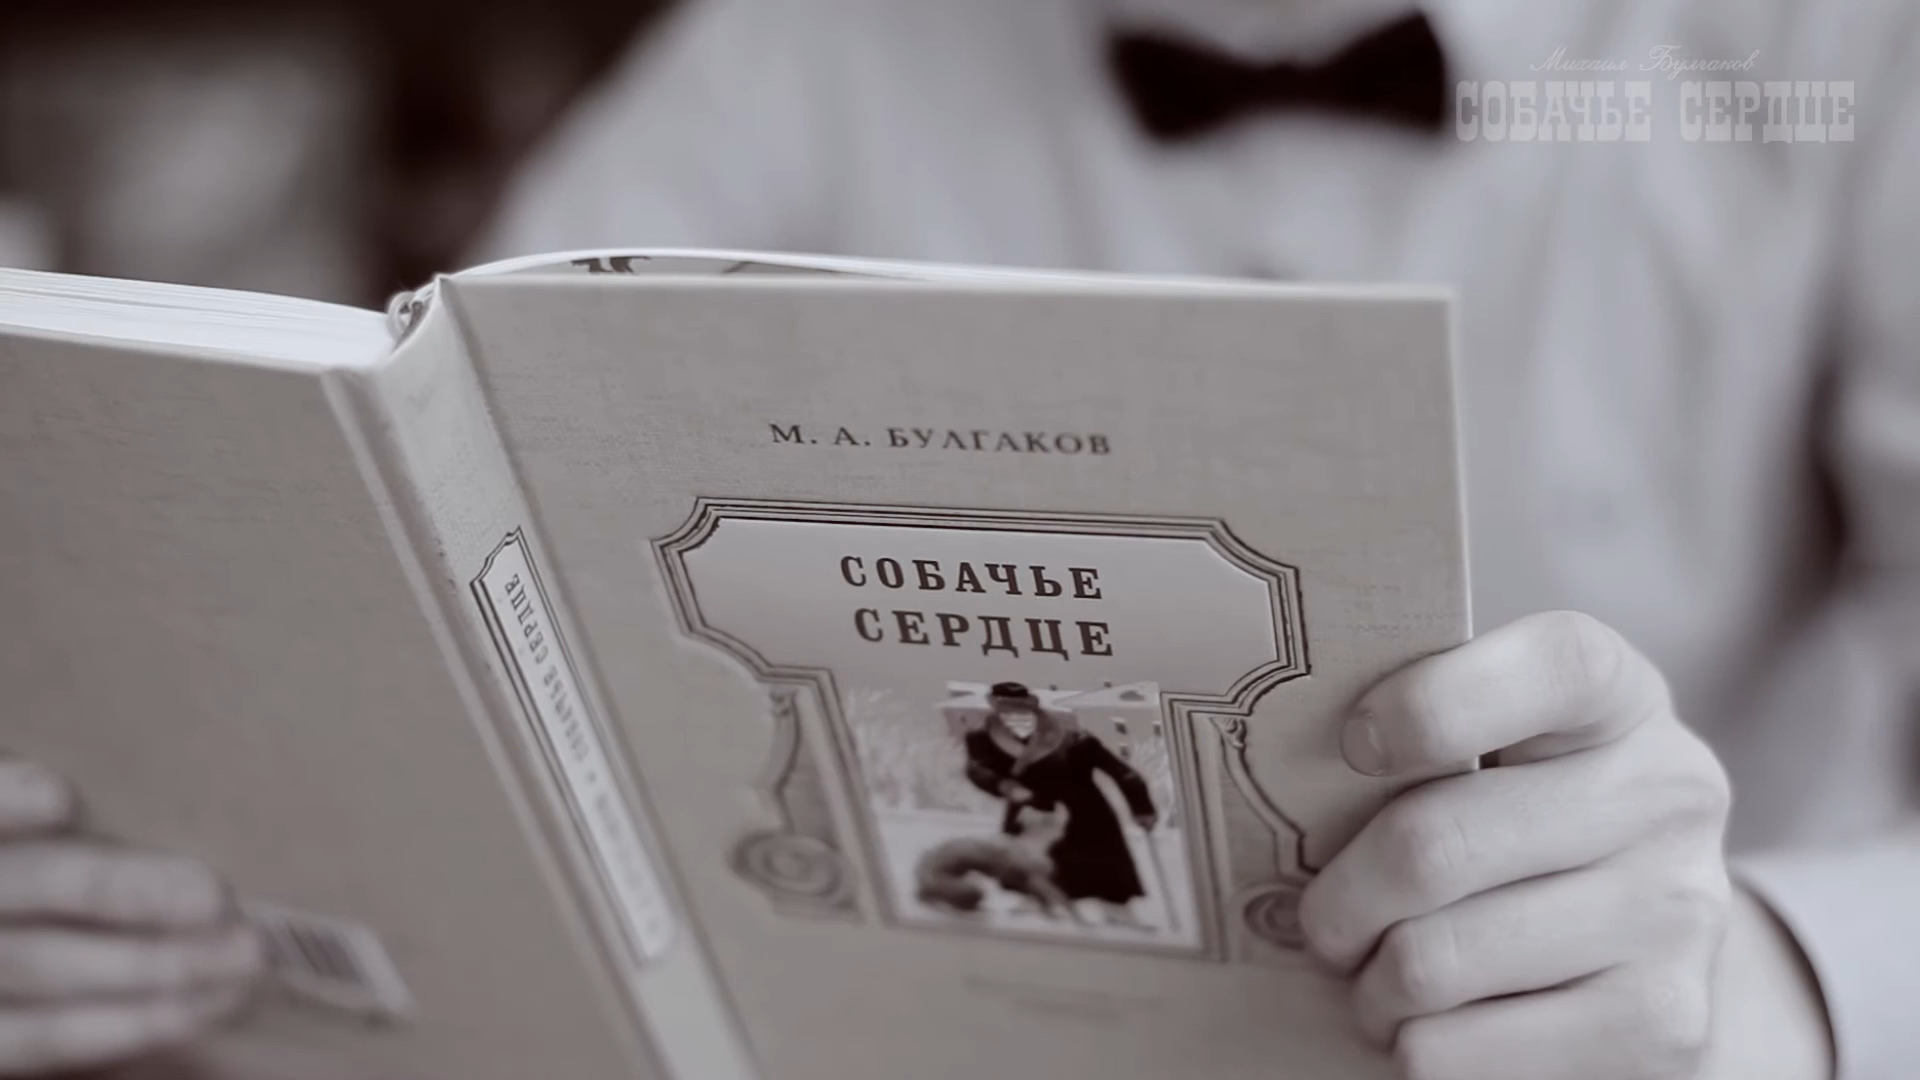 Михаил Булгаков
СОБАЧЬЕ СЕРДЦЕ
М. А. БУЛГАКОВ
СОБАЧЬЕ
СЕРДЦЕ
СОБАЧЬЕ СЕРДЦЕ